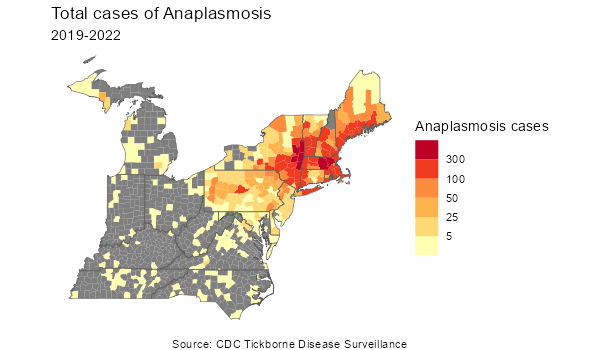 Total cases of Anaplasmosis
2019-2022
Anaplasmosis cases
300
100
50
25
5
Source: CDC Tickborne Disease Surveillance